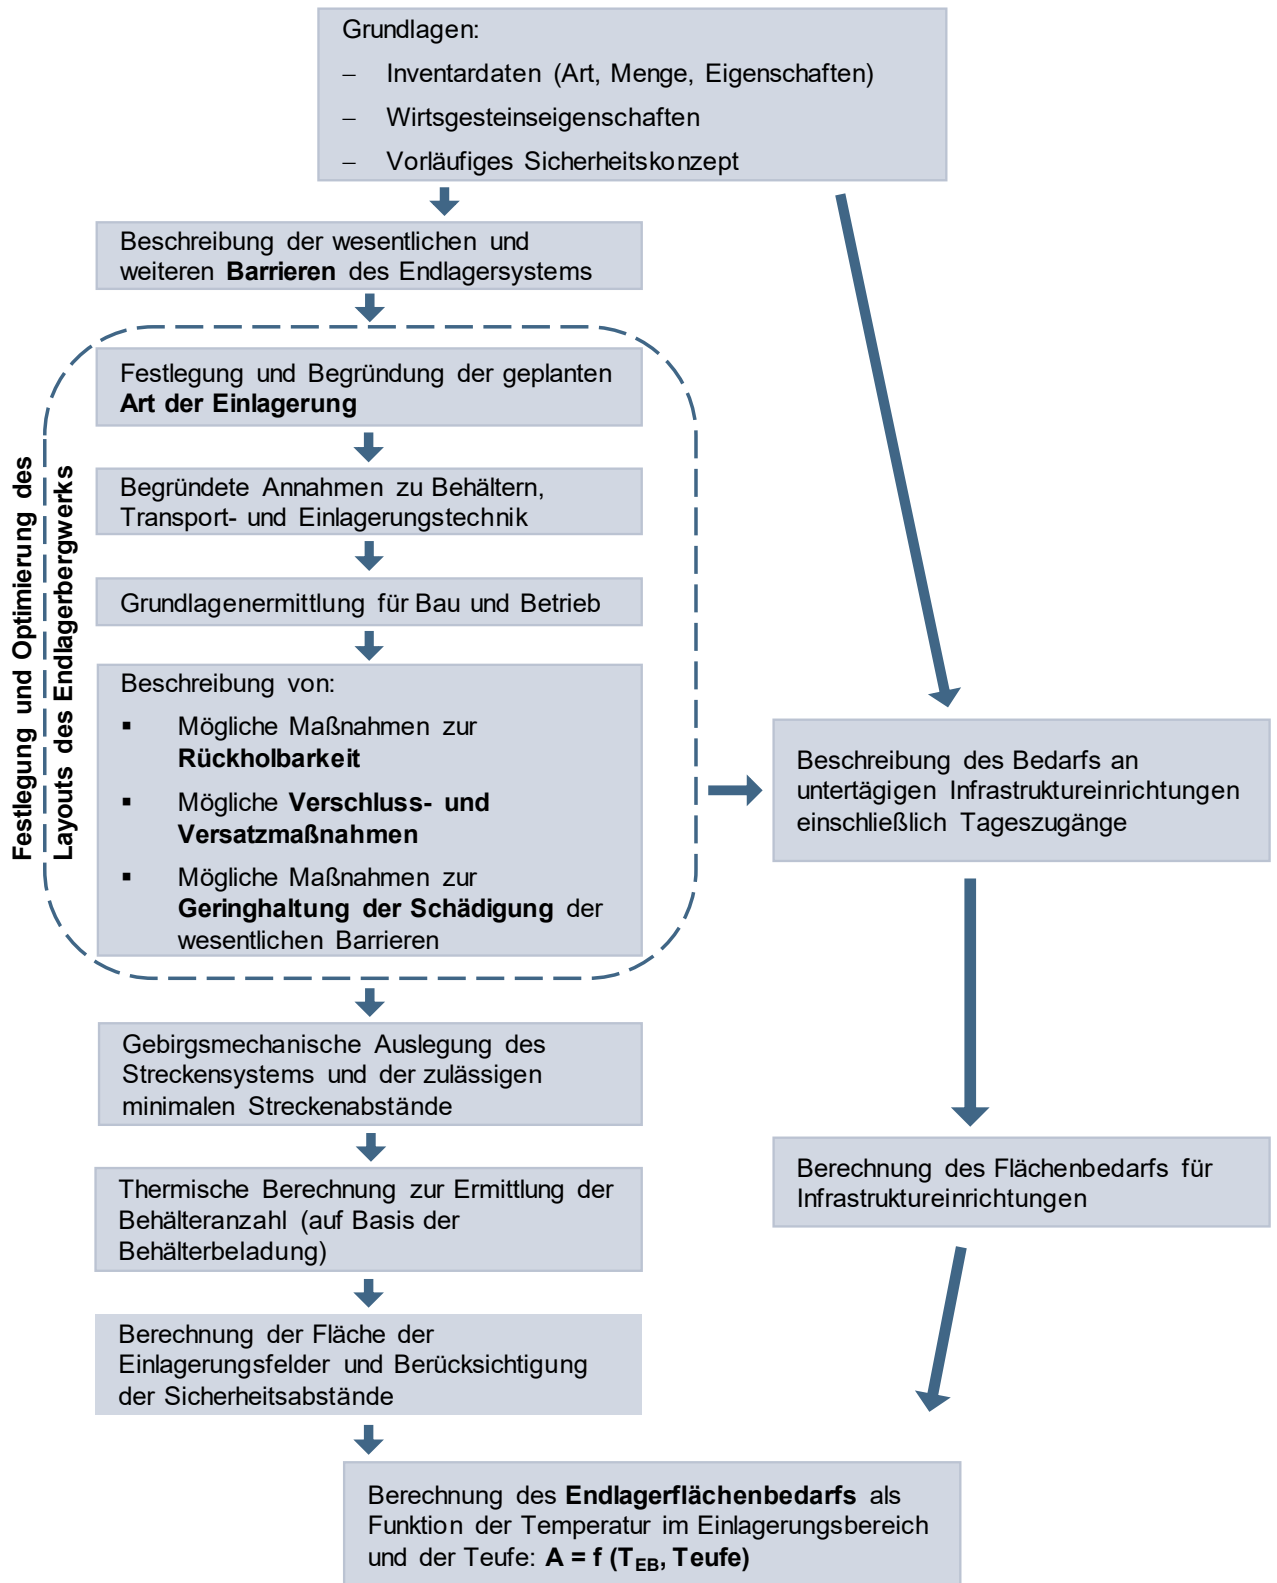 Grundlagen:
– Inventardaten (Art, Menge, Eigenschaften)
– Wirtsgesteinseigenschaften
– Vorläufiges Sicherheitskonzept
Beschreibung der wesentlichen und
weiteren Barrieren des Endlagersystems
Festlegung und Optimierung des
Layouts des Endlagerbergwerks
Festlegung und Begründung der geplanten
Art der Einlagerung
Begründete Annahmen zu Behältern,
Transport- und Einlagerungstechnik
Grundlagenermittlung für Bau und Betrieb
Beschreibung von:
▪ Mögliche Maßnahmen zur
Rückholbarkeit
▪ Mögliche Verschluss- und
Versatzmaßnahmen
▪ Mögliche Maßnahmen zur
Geringhaltung der Schädigung der
wesentlichen Barrieren
Beschreibung des Bedarfs an
untertägigen Infrastruktureinrichtungen
einschließlich Tageszugänge
Gebirgsmechanische Auslegung des
Streckensystems und der zulässigen
minimalen Streckenabstände
Thermische Berechnung zur Ermittlung der
Behälteranzahl (auf Basis der
Behälterbeladung)
Berechnung des Flächenbedarfs für
Infrastruktureinrichtungen
Berechnung der Fläche der
Einlagerungsfelder und Berücksichtigung
der Sicherheitsabstände
Berechnung des Endlagerflächenbedarfs als
Funktion der Temperatur im Einlagerungsbereich
und der Teufe: A = f (T_EB, Teufe)